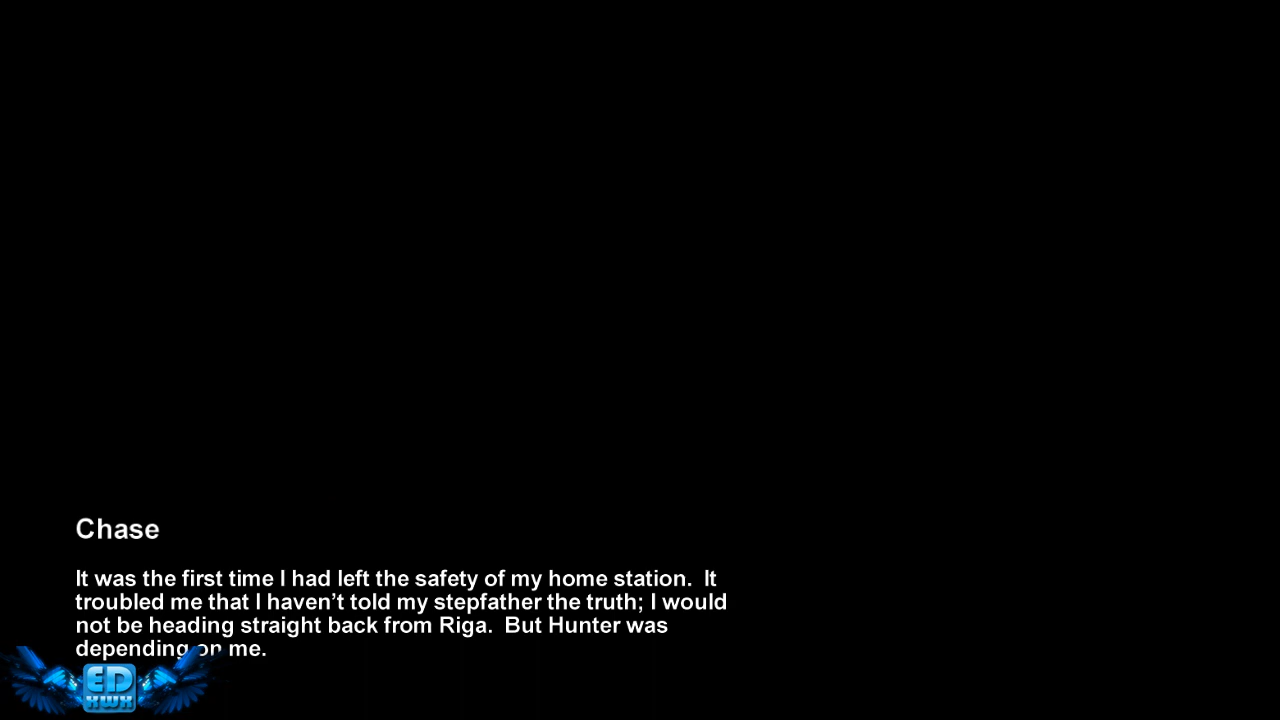 Chase
It was the first time I had left the safety of my home station.  It
troubled me that I haven’t told my stepfather the truth; I would
not be heading straight back from Riga.  But Hunter was
depending on me.
ED
xwx